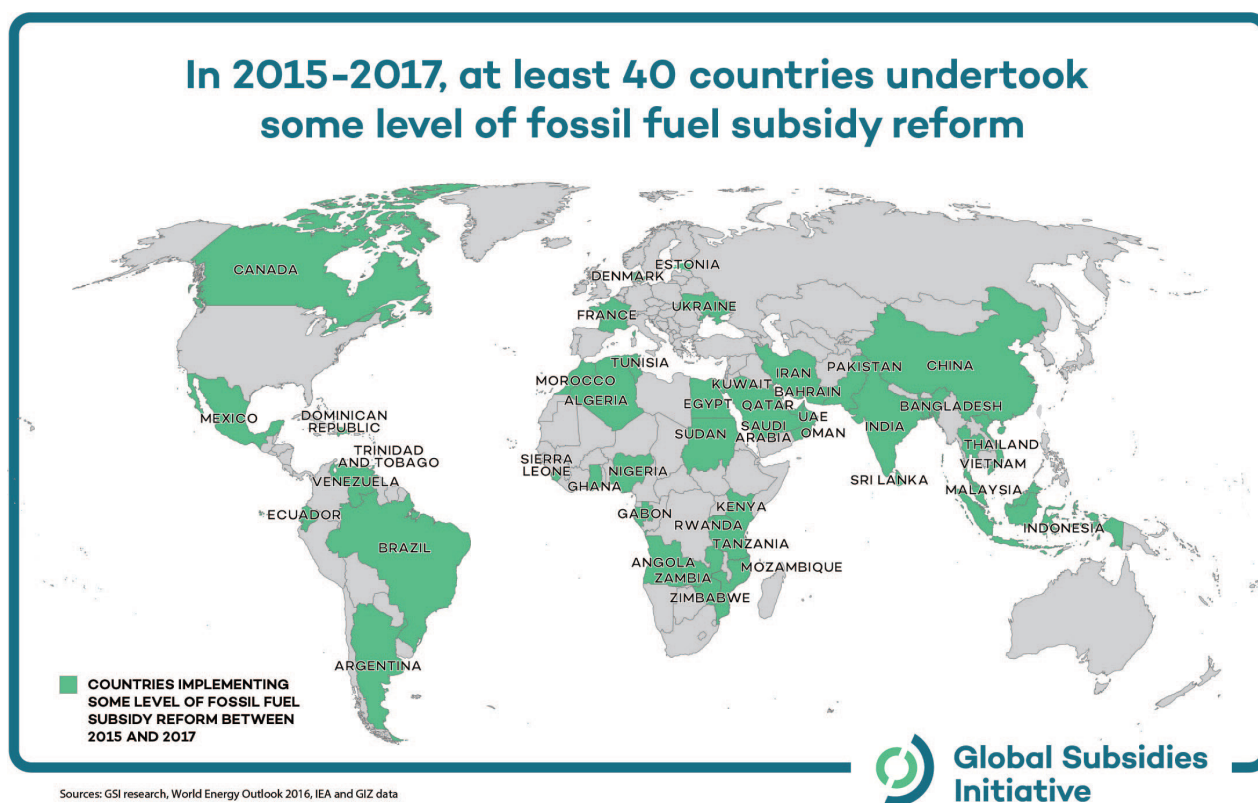 In 2015-2017, at least 40 countries undertook
some level of fossil fuel subsidy reform
CANADA
ESTONIA
DENMARK
UKRAINE
FRANCE
TUNISIA
MOROCCO
ALGERIA
KUWAIT
IRAN
PAKISTAN
CHINA
BAHRAIN
EGYPT
QATAR
BANGLADESH
MEXICO
DOMINICAN
REPUBLIC
UAE
INDIA
SUDAN
SAUDI
ARABIA
OMAN
THAILAND
TRINIDAD
AND TOBAGO
SIERRA
LEONE
NIGERIA
VIETNAM
VENEZUELA
GHANA
SRI LANKA
MALAYSIA
ECUADOR
GABON
KENYA
RWANDA
INDONESIA
BRAZIL
TANZANIA
ANGOLA
MOZAMBIQUE
ZAMBIA
ZIMBABWE
ARGENTINA
COUNTRIES IMPLEMENTING
SOME LEVEL OF FOSSIL FUEL
SUBSIDY REFORM BETWEEN
2015 AND 2017
Global Subsidies
Initiative
Sources: GSI research, World Energy Outlook 2016, IEA and GIZ data